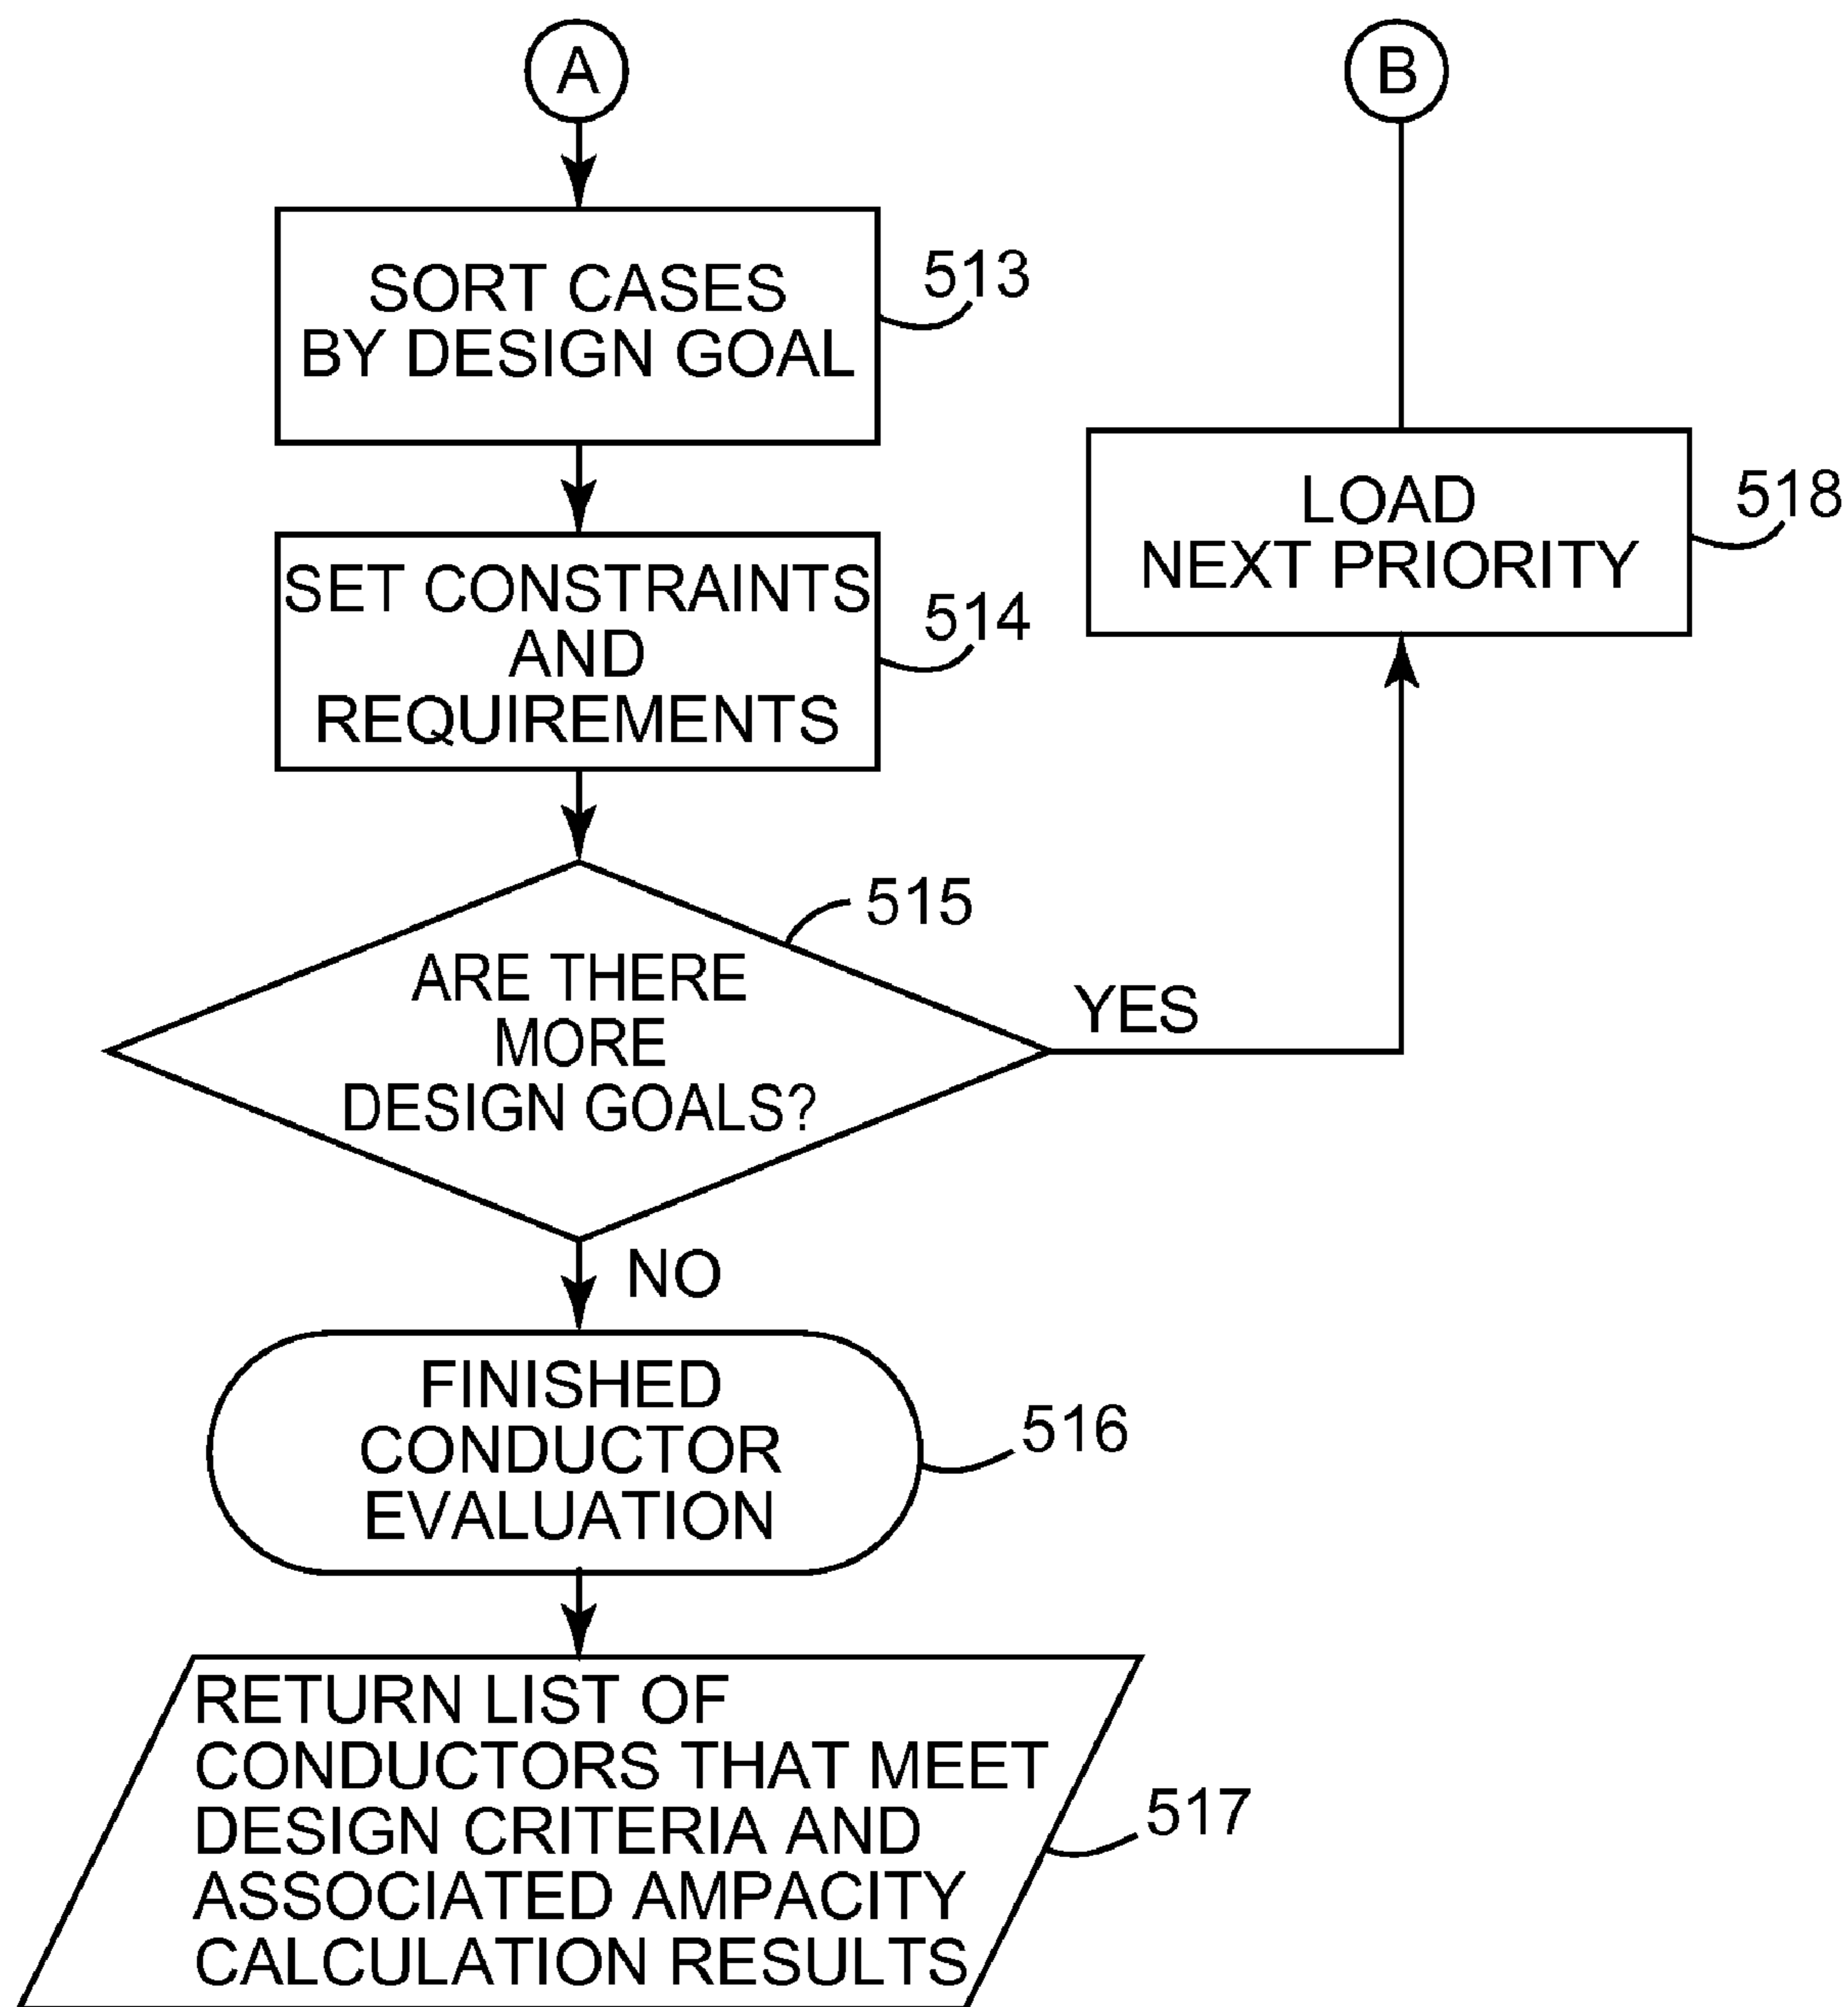 A
B
SORT CASES
BY DESIGN GOAL
513
LOAD
NEXT PRIORITY
518
SET CONSTRAINTS
AND
REQUIREMENTS
514
ARE THERE
MORE
DESIGN GOALS?
515
YES
NO
FINISHED
CONDUCTOR
EVALUATION
516
RETURN LIST OF
CONDUCTORS THAT MEET
DESIGN CRITERIA AND
ASSOCIATED AMPACITY
CALCULATION RESULTS
517